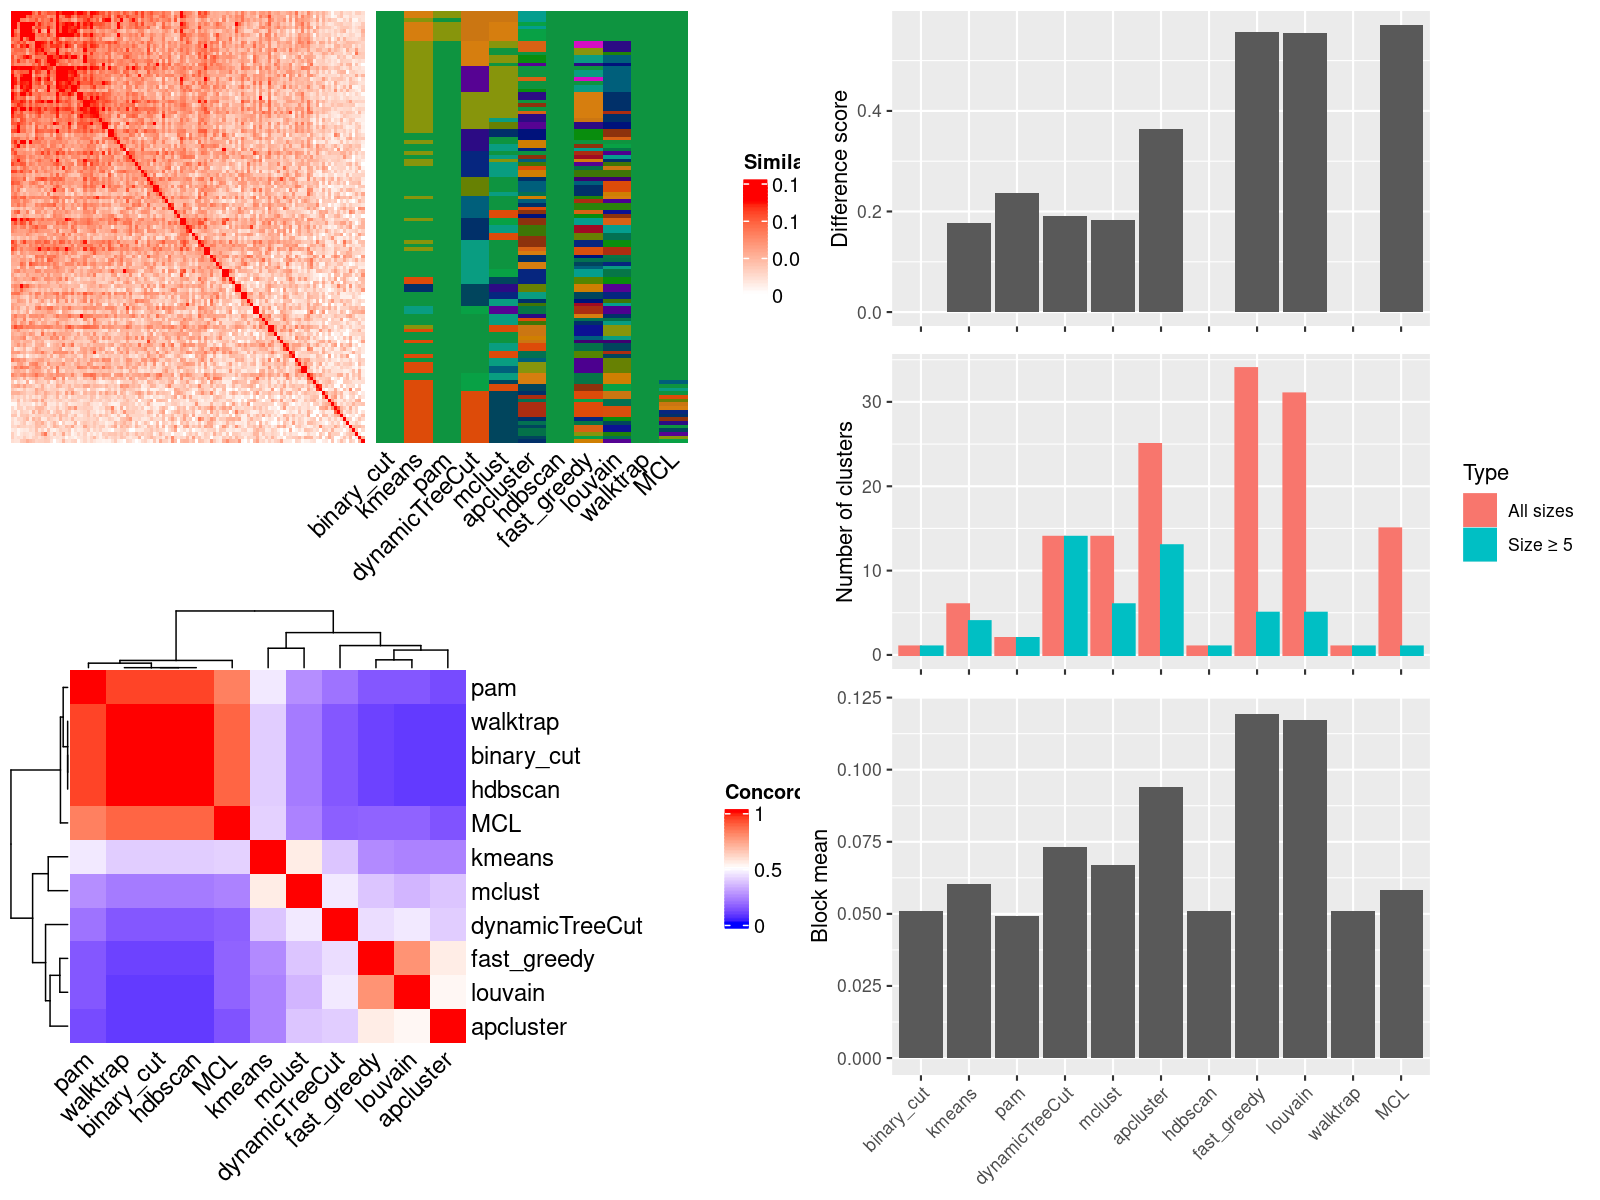 Simila
0.1
0.1
0.0
0
binary_cut
kmeans
pam
dynamicTreeCut
mclust
apcluster
hdbscan
fast_greedy
louvain
walktrap
MCL
pam
walktrap
binary_cut
hdbscan
MCL
kmeans
mclust
dynamicTreeCut
fast_greedy
louvain
apcluster
pam
walktrap
binary_cut
hdbscan
MCL
kmeans
mclust
dynamicTreeCut
fast_greedy
louvain
apcluster
Concord
1
0.5
0
Difference score
0.4
0.2
0.0
Number of clusters
30
20
10
0
Type
All sizes
Size ≥ 5
Block mean
0.125
0.100
0.075
0.050
0.025
0.000
binary_cut
kmeans
pam
dynamicTreeCut
mclust
apcluster
hdbscan
fast_greedy
louvain
walktrap
MCL